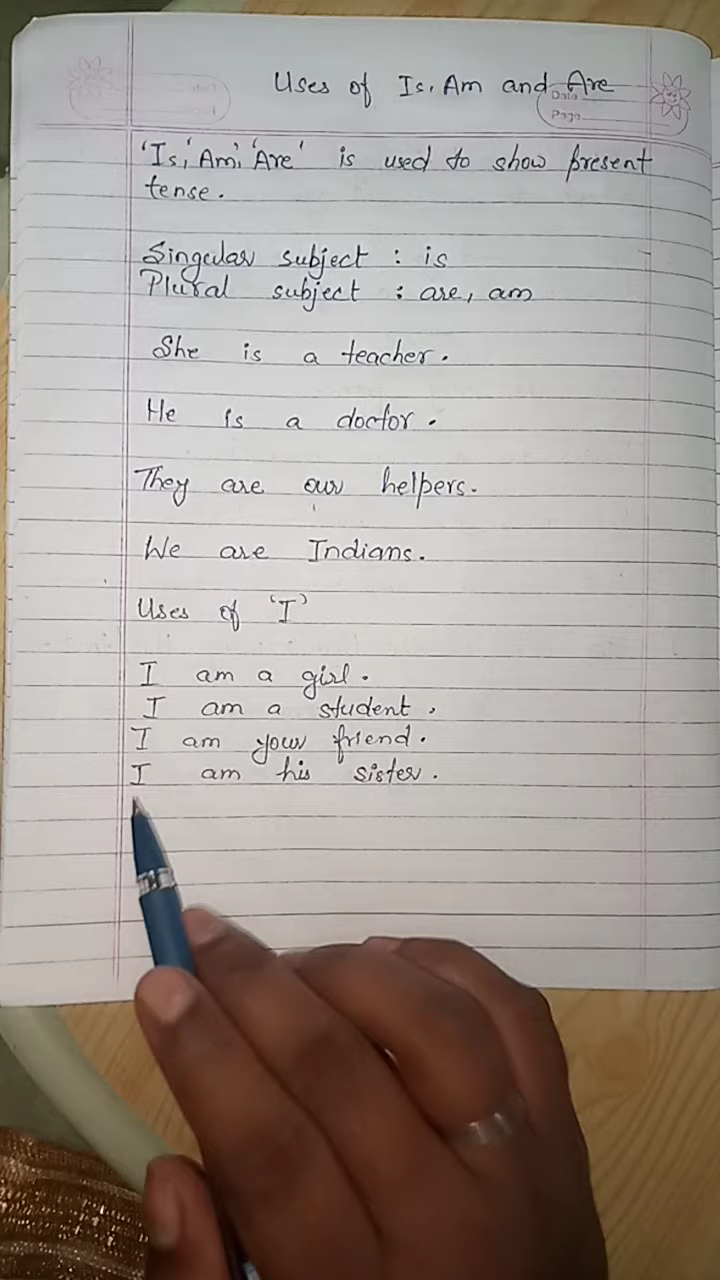 Uses of Is, Am and Are
Date
Page
'Is,' Am,' 'Are' is used to show present
tense.
Singular subject : is
Plural subject : are, am
She is a teacher.
He is a doctor.
They are our helpers.
We are Indians.
Uses of 'I'
I am a girl.
I am a student.
I am your friend.
I am his sister.